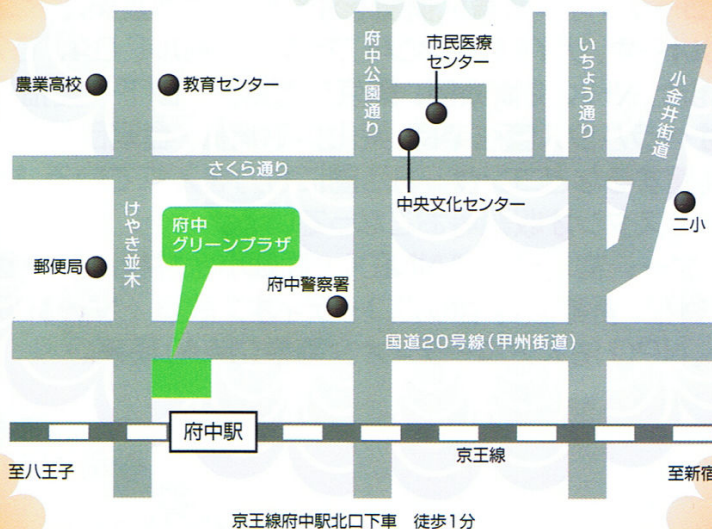 府中公園通り
市民医療
センター
いちょう通り
小金井街道
農業高校
教育センター
さくら通り
中央文化センター
二小
けやき並木
府中
グリーンプラザ
郵便局
府中警察署
国道20号線(甲州街道)
府中駅
京王線
至八王子
至新宿
京王線府中駅北口下車 徒歩1分